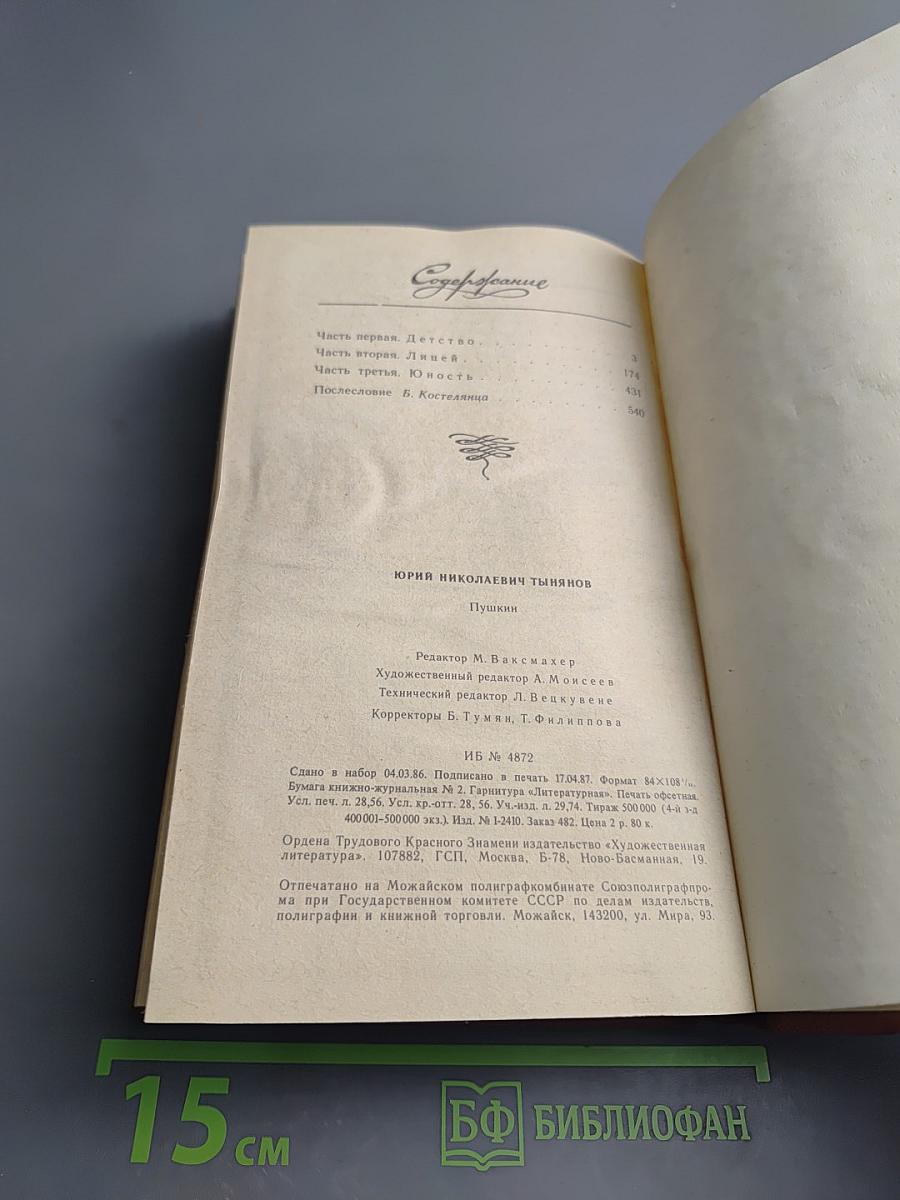 Содержание
Часть первая. Детство . . . . . . . . . . 3
Часть вторая. Лицей . . . . . . . . . . 174
Часть третья. Юность . . . . . . . . . . 431
Послесловие Б. Костелянца . . . . . . . . . . 540
ЮРИЙ НИКОЛАЕВИЧ ТЫНЯНОВ
Пушкин
Редактор М. Ваксмахер
Художественный редактор А. Моисеев
Технический редактор Л. Вецкувене
Корректоры Б. Тумян, Т. Филиппова
ИБ № 4872
Сдано в набор 04.03.86. Подписано в печать 17.04.87. Формат 84×108
Бумага книжно-журнальная № 2. Гарнитура «Литературная». Печать офсетная.
Усл. печ. л. 28,56. Усл. кр.-отт. 28, 56. Уч.-изд. л. 29,74. Тираж 500 000 (4-й з-д
400 001–500 000 экз.). Изд. № I-2410. Заказ 482. Цена 2 р. 80 к.
Ордена Трудового Красного Знамени издательство «Художественная
литература». 107882, ГСП, Москва, Б-78, Ново-Басманная, 19.
Отпечатано на Можайском полиграфкомбинате Союзполиграфпро-
ма при Государственном комитете СССР по делам издательств,
полиграфии и книжной торговли. Можайск, 143200, ул. Мира, 93.
15 см
БФ БИБЛИОФАН